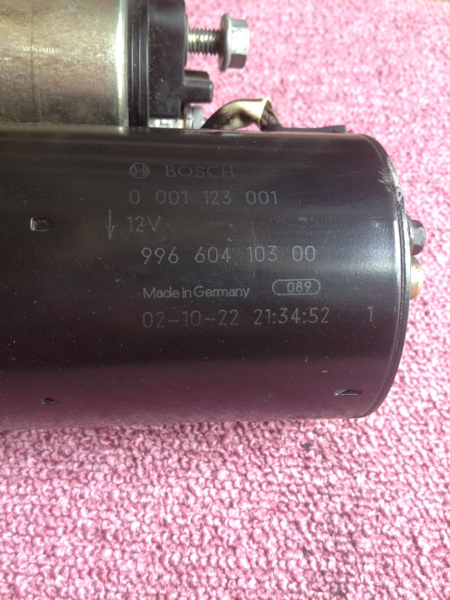 BOSCH
0 001 123 001
12V
996 604 103 00
Made in Germany 089
02-10-22 21:34:52 1